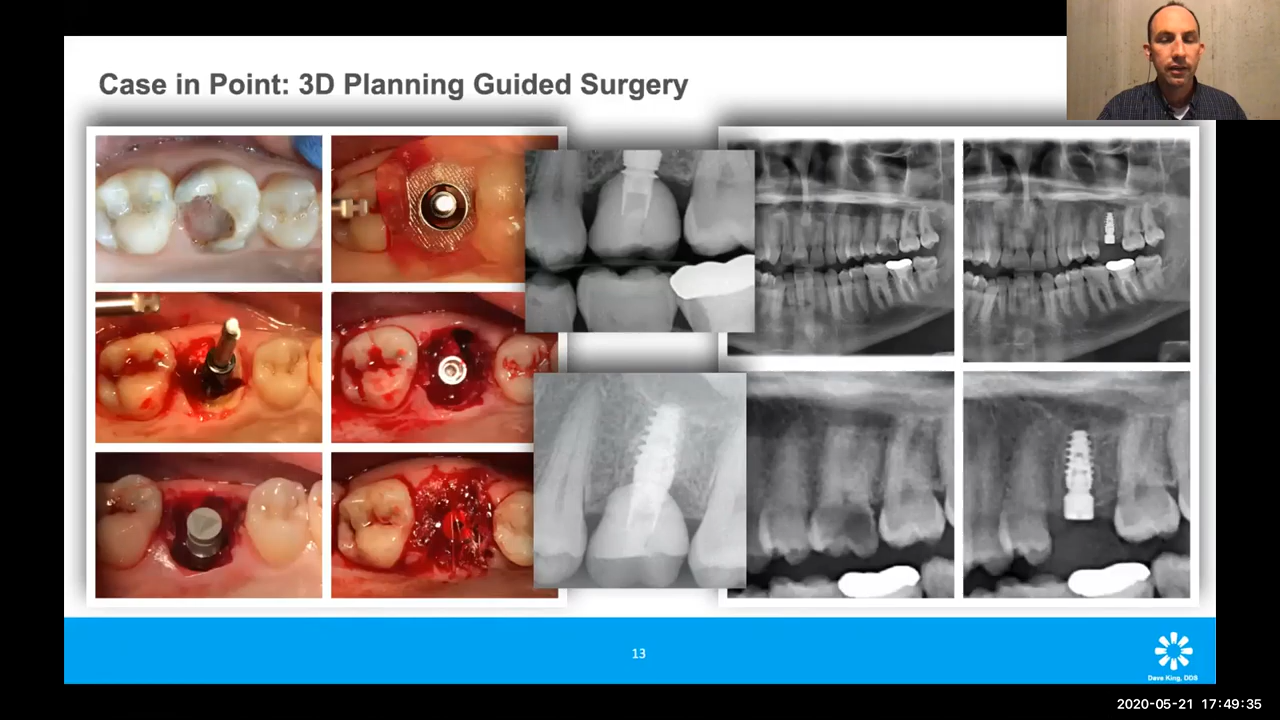 Case in Point: 3D Planning Guided Surgery
13
Dave King, DDS
2020-05-21 17:49:35